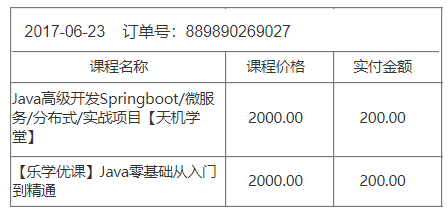 2017-06-23 订单号：889890269027
课程名称 课程价格 实付金额
Java高级开发Springboot/微服
务/分布式/实战项目【天机学
堂】
2000.00 200.00
【乐学优课】Java零基础从入门
到精通
2000.00 200.00